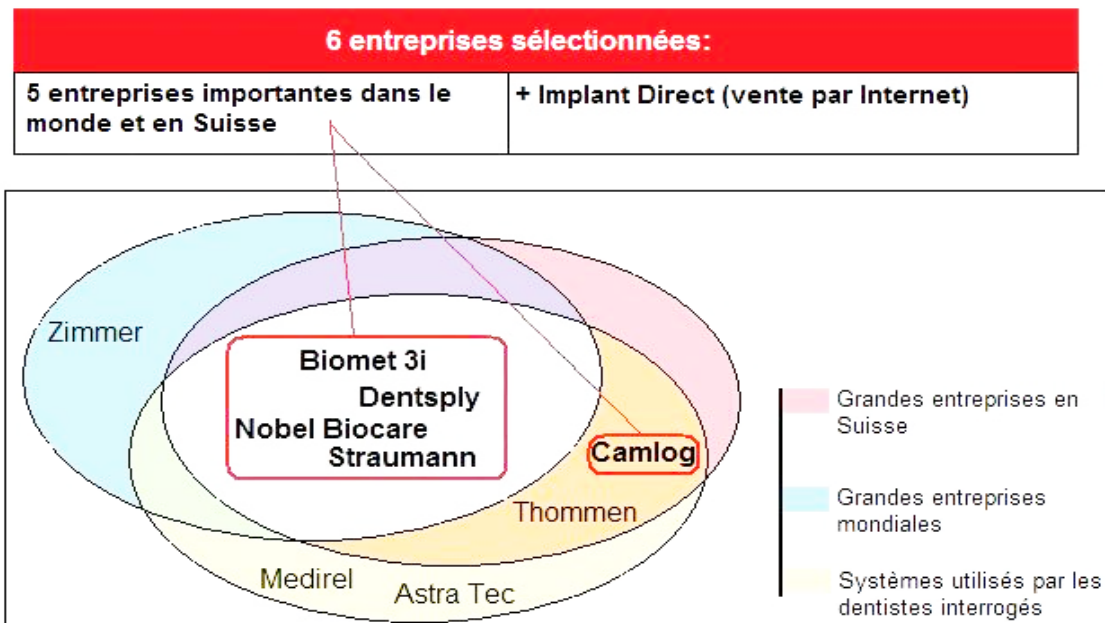 6 entreprises sélectionnées:
5 entreprises importantes dans le
monde et en Suisse
+ Implant Direct (vente par Internet)
Zimmer
Biomet 3i
Dentsply
Nobel Biocare
Straumann
Camlog
Thommen
Medirel
Astra Tec
Grandes entreprises en
Suisse
Grandes entreprises
mondiales
Systèmes utilisés par les
dentistes interrogés